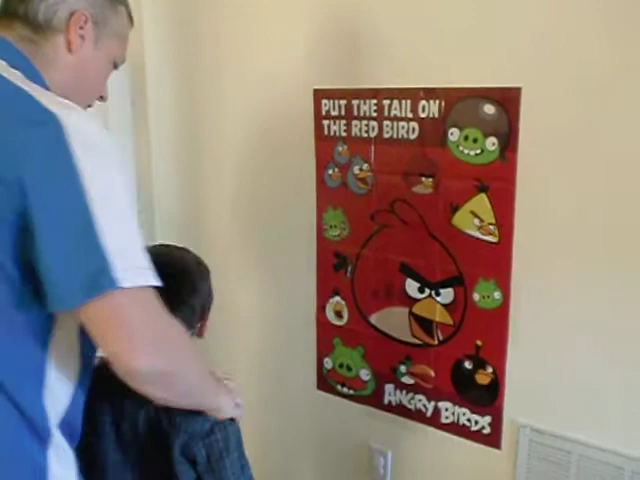 PUT THE TAIL ON
THE RED BIRD
ANGRY BIRDS